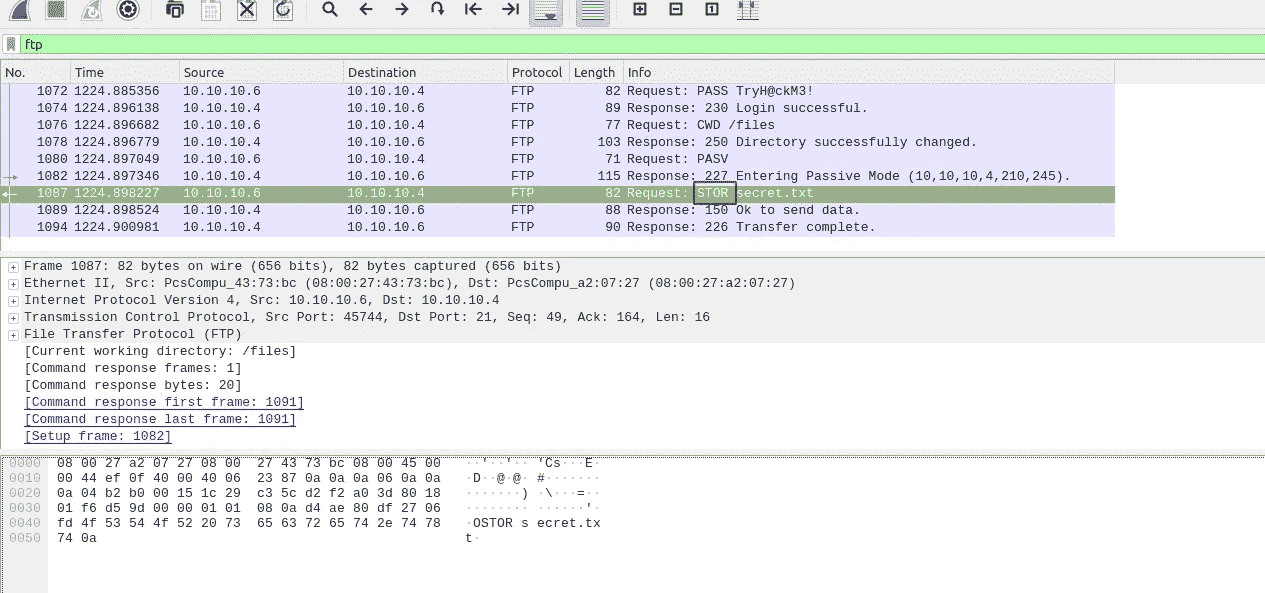 ftp
No. Time Source Destination Protocol Length Info
1072 1224.885356 10.10.10.6 10.10.10.4 FTP 82 Request: PASS TryH@ckM3!
1074 1224.896138 10.10.10.4 10.10.10.6 FTP 89 Response: 230 Login successful.
1076 1224.896682 10.10.10.6 10.10.10.4 FTP 77 Request: CWD /files
1078 1224.896779 10.10.10.4 10.10.10.6 FTP 103 Response: 250 Directory successfully changed.
1080 1224.897049 10.10.10.6 10.10.10.4 FTP 71 Request: PASV
1082 1224.897346 10.10.10.4 10.10.10.6 FTP 115 Response: 227 Entering Passive Mode (10,10,10,4,210,245).
1087 1224.898227 10.10.10.6 10.10.10.4 FTP 82 Request: STOR secret.txt
1089 1224.898524 10.10.10.4 10.10.10.6 FTP 88 Response: 150 Ok to send data.
1094 1224.900981 10.10.10.4 10.10.10.6 FTP 90 Response: 226 Transfer complete.
Frame 1087: 82 bytes on wire (656 bits), 82 bytes captured (656 bits)
Ethernet II, Src: PcsCompu_43:73:bc (08:00:27:43:73:bc), Dst: PcsCompu_a2:07:27 (08:00:27:a2:07:27)
Internet Protocol Version 4, Src: 10.10.10.6, Dst: 10.10.10.4
Transmission Control Protocol, Src Port: 45744, Dst Port: 21, Seq: 49, Ack: 164, Len: 16
File Transfer Protocol (FTP)
[Current working directory: /files]
[Command response frames: 1]
[Command response bytes: 20]
[Command response first frame: 1091]
[Command response last frame: 1091]
[Setup frame: 1082]
0000 08 00 27 a2 07 27 08 00 27 43 73 bc 08 00 45 00 ··'··'·· 'Cs···E·
0010 00 44 ef 0f 40 00 40 06 23 87 0a 0a 0a 06 0a 0a ·D··@·@· #·······
0020 0a 04 b2 b0 00 15 1c 29 c3 5c d2 f2 a0 3d 80 18 ·······) ·\···=··
0030 01 f6 d5 9d 00 00 01 01 08 0a d4 ae 80 df 27 06 ········ ······'·
0040 fd 4f 53 54 4f 52 20 73 65 63 72 65 74 2e 74 78 ·OSTOR s ecret.tx
0050 74 0a t·